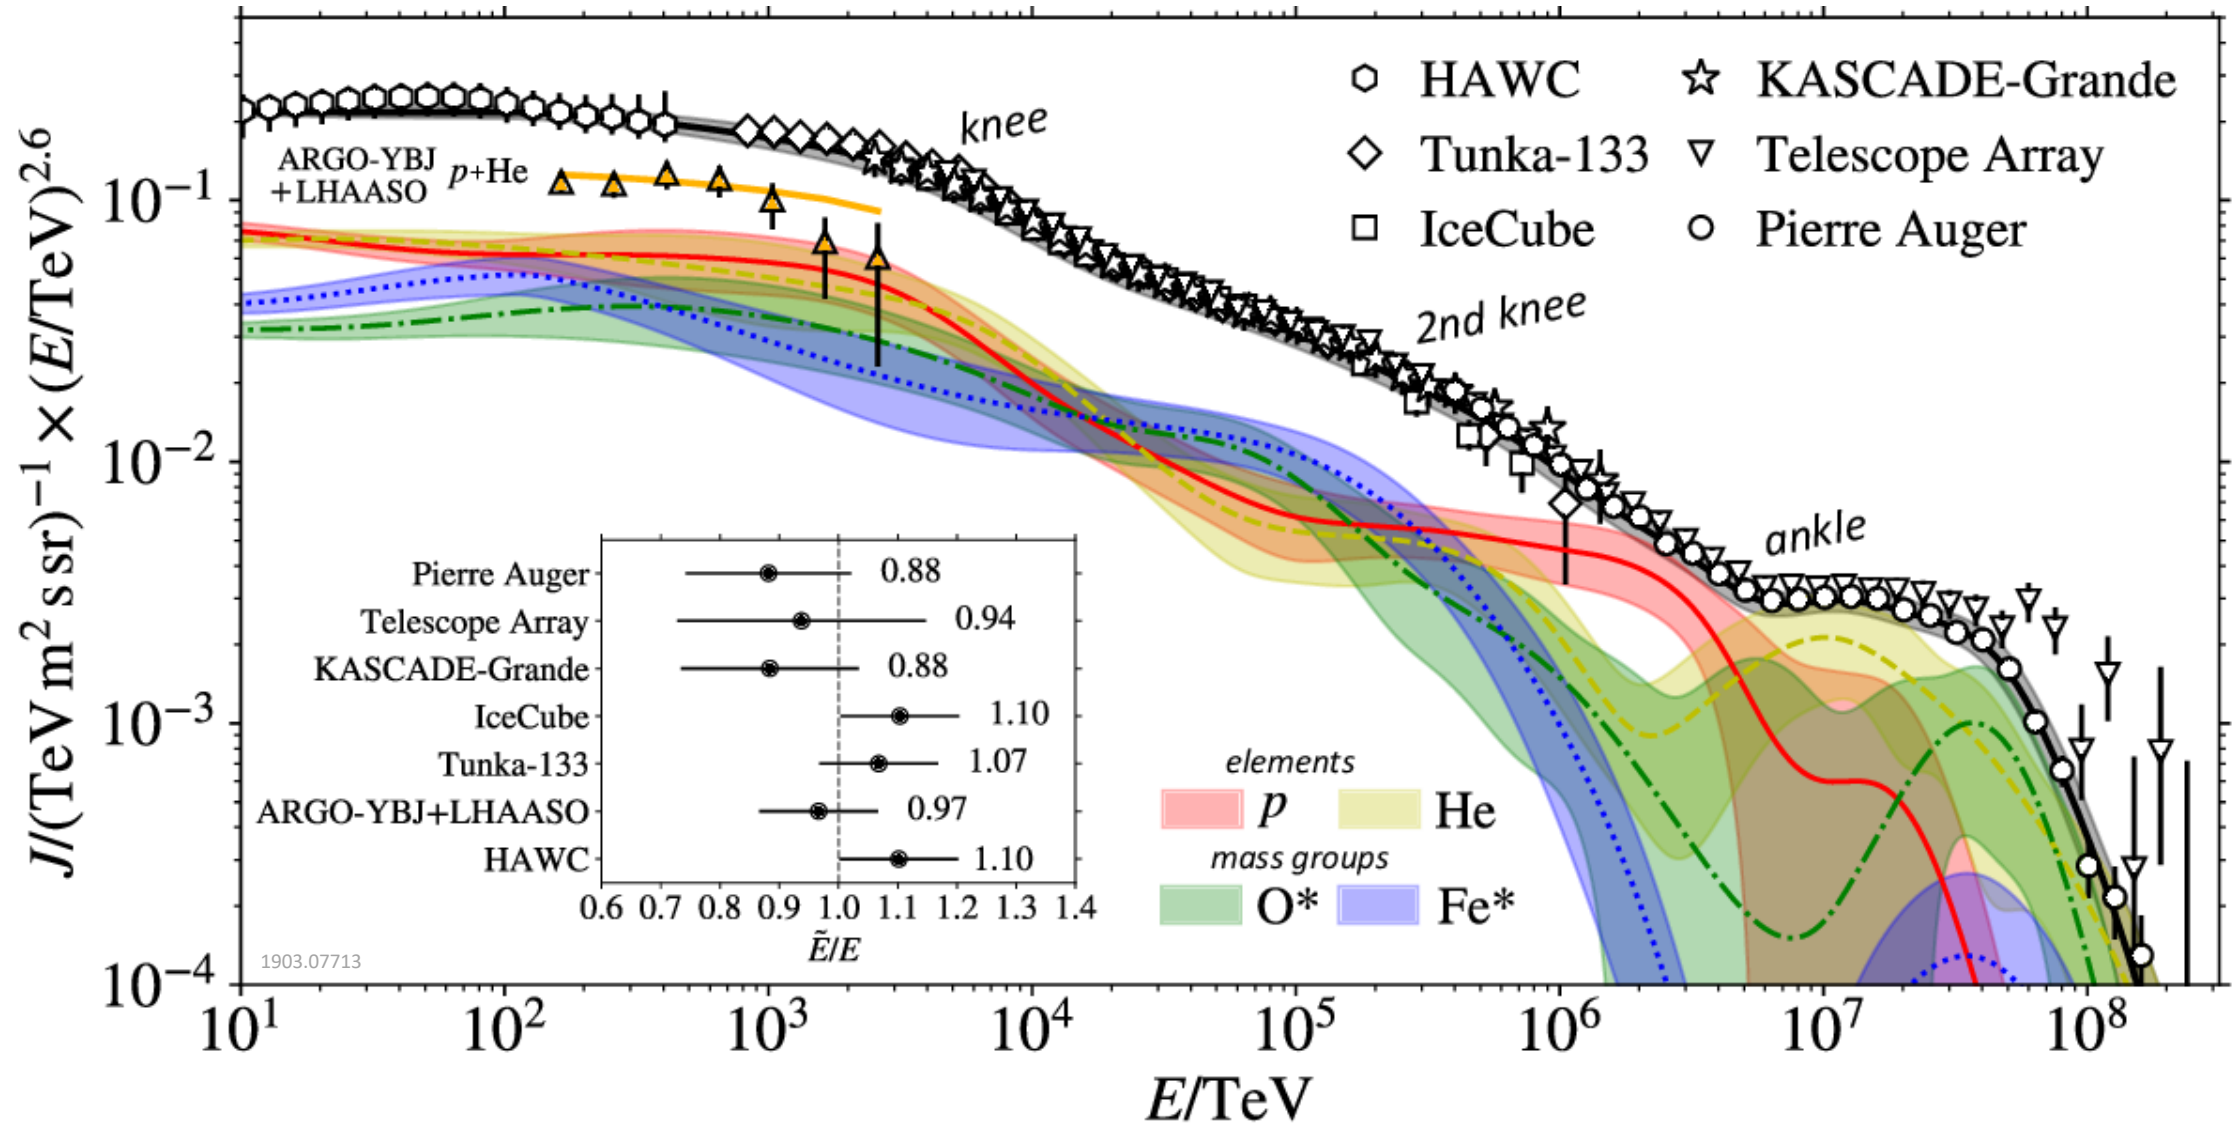 J/(TeV m² s sr)⁻¹ × (E/TeV)²·⁶
10⁻¹
10⁻²
10⁻³
10⁻⁴
HAWC
KASCADE-Grande
Tunka-133
Telescope Array
IceCube
Pierre Auger
knee
ARGO-YBJ
+LHAASO
p+He
2nd knee
ankle
Pierre Auger 0.88
Telescope Array 0.94
KASCADE-Grande 0.88
IceCube 1.10
Tunka-133 1.07
ARGO-YBJ+LHAASO 0.97
HAWC 1.10
0.6 0.7 0.8 0.9 1.0 1.1 1.2 1.3 1.4
Ẽ/E
elements
p He
mass groups
O* Fe*
1903.07713
10¹ 10² 10³ 10⁴ 10⁵ 10⁶ 10⁷ 10⁸
E/TeV